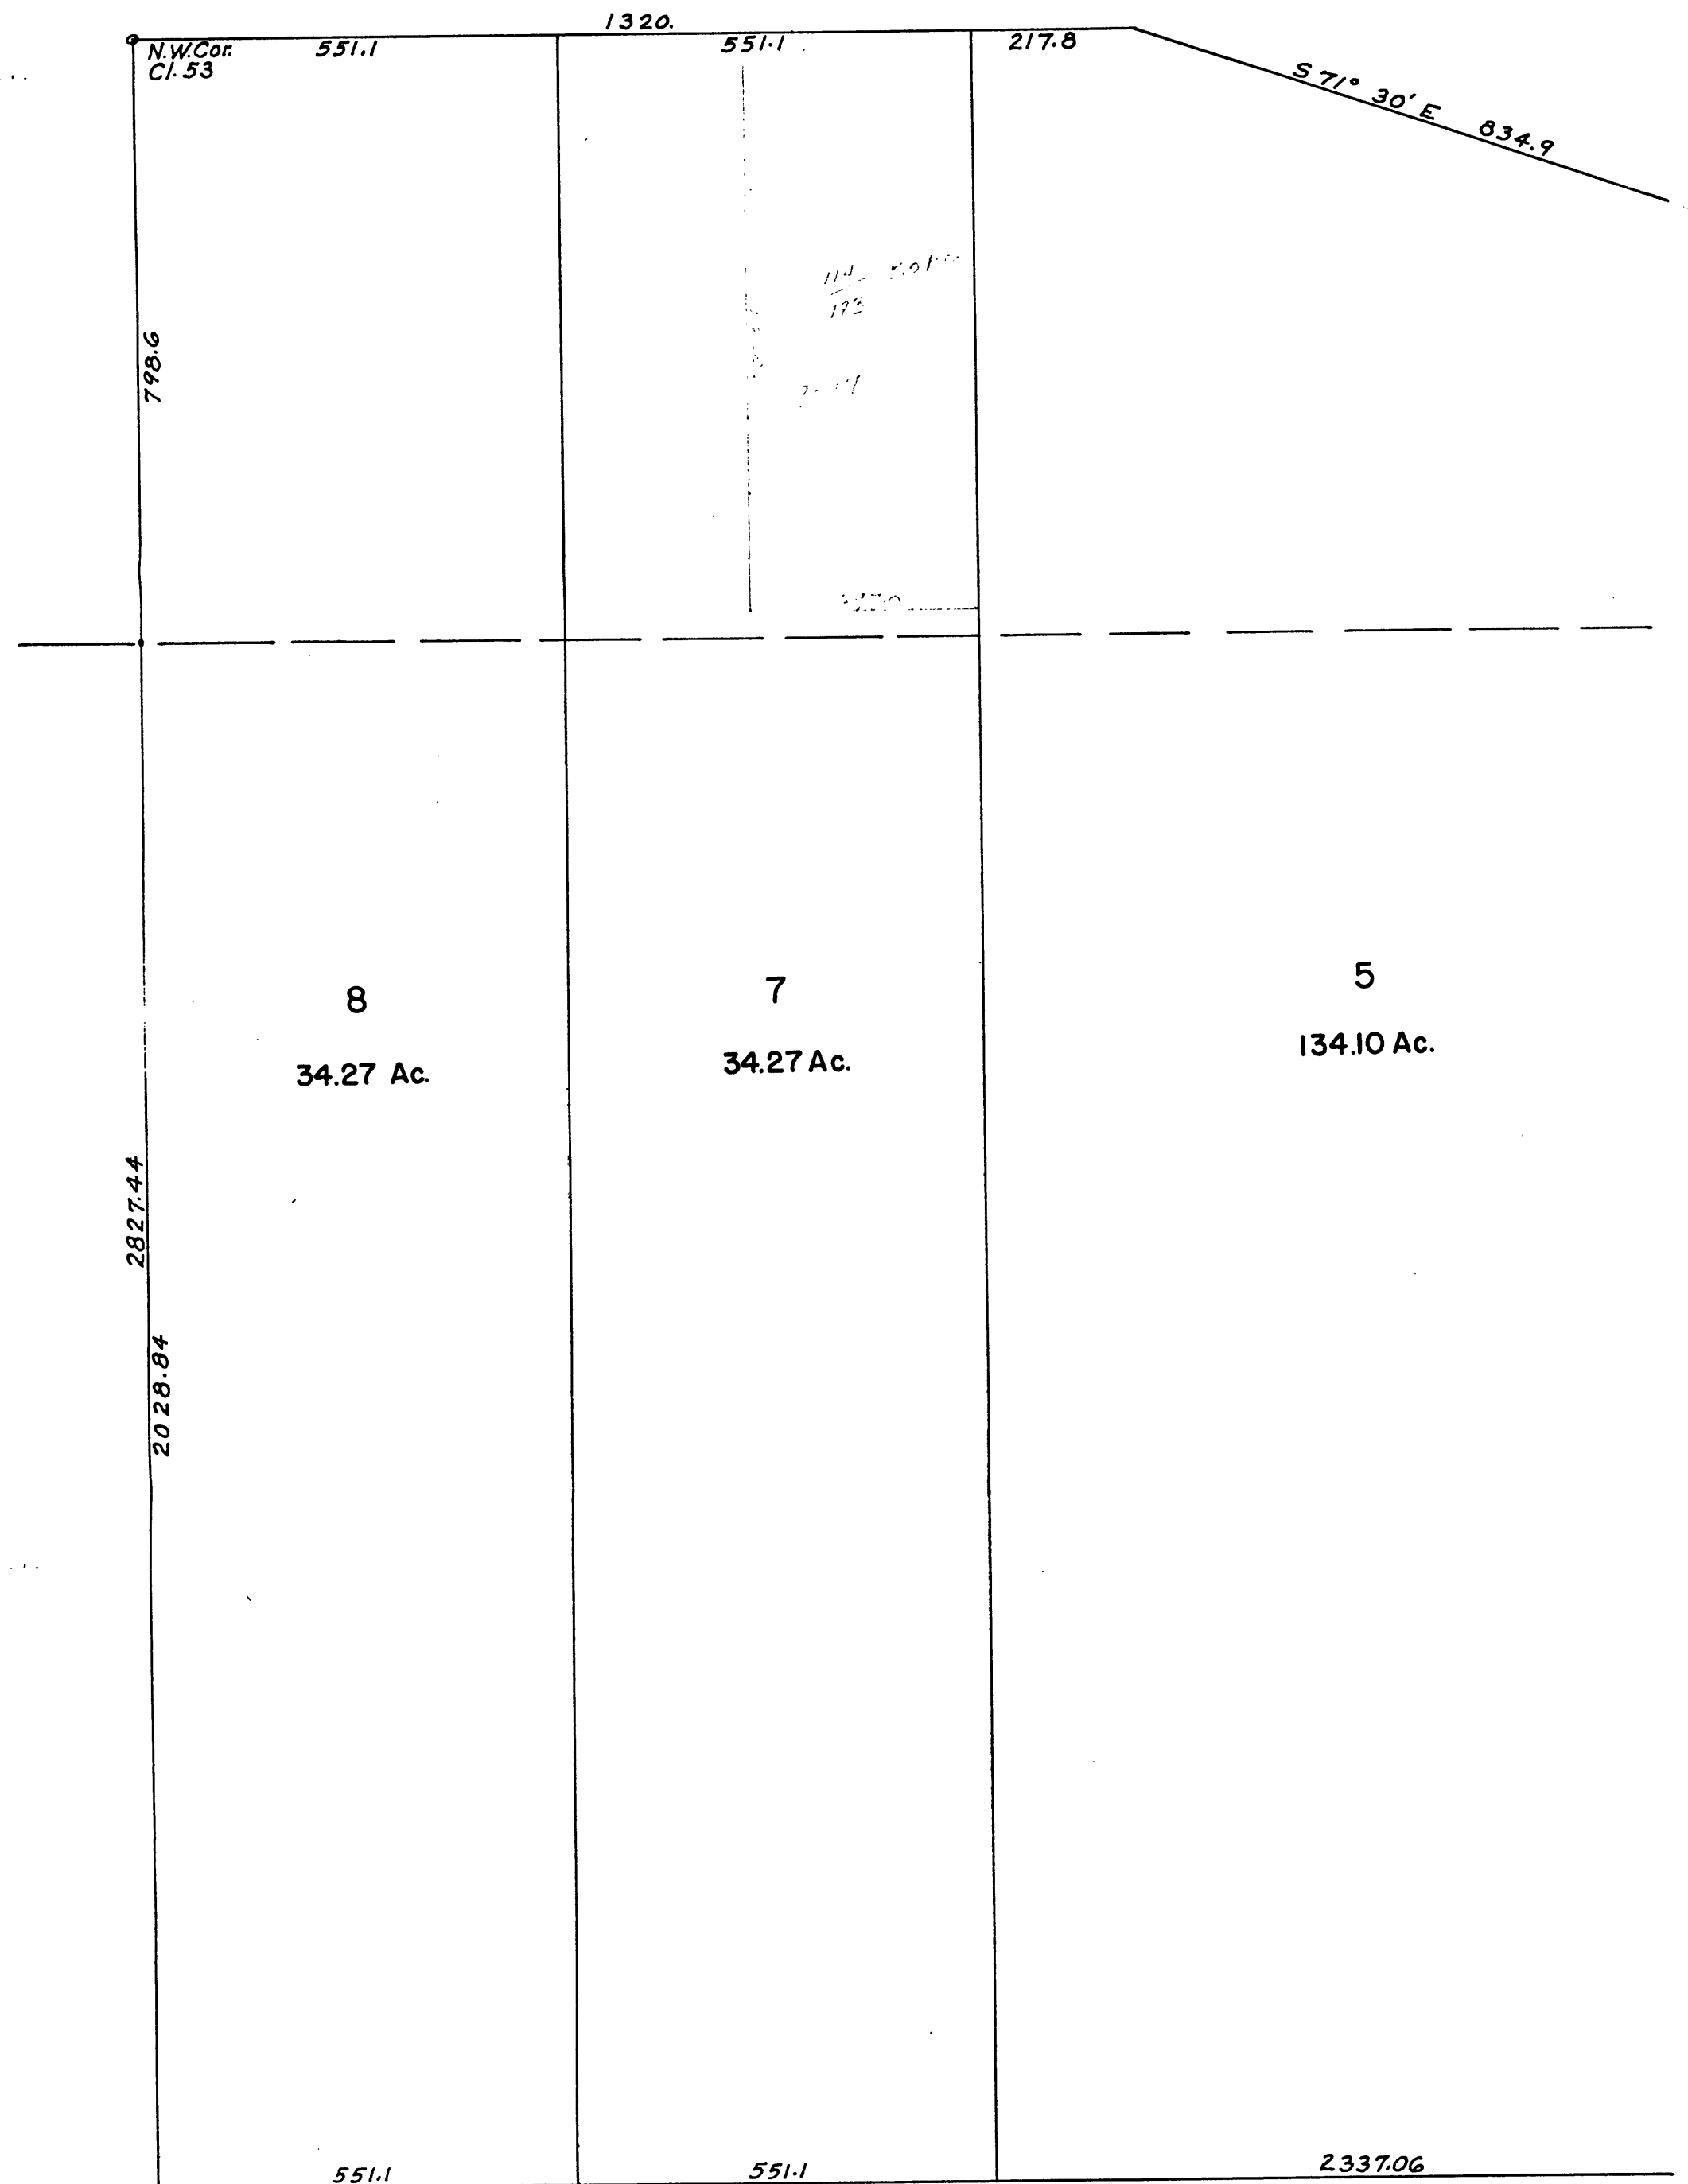 1320.
N.W.Cor. 551.1 551.1 217.8
Cl. 53
S 71° 30' E 834.9
798.6
8 7 5
34.27 Ac. 34.27 Ac. 134.10 Ac.
2827.44
2028.84
551.1 551.1 2337.06